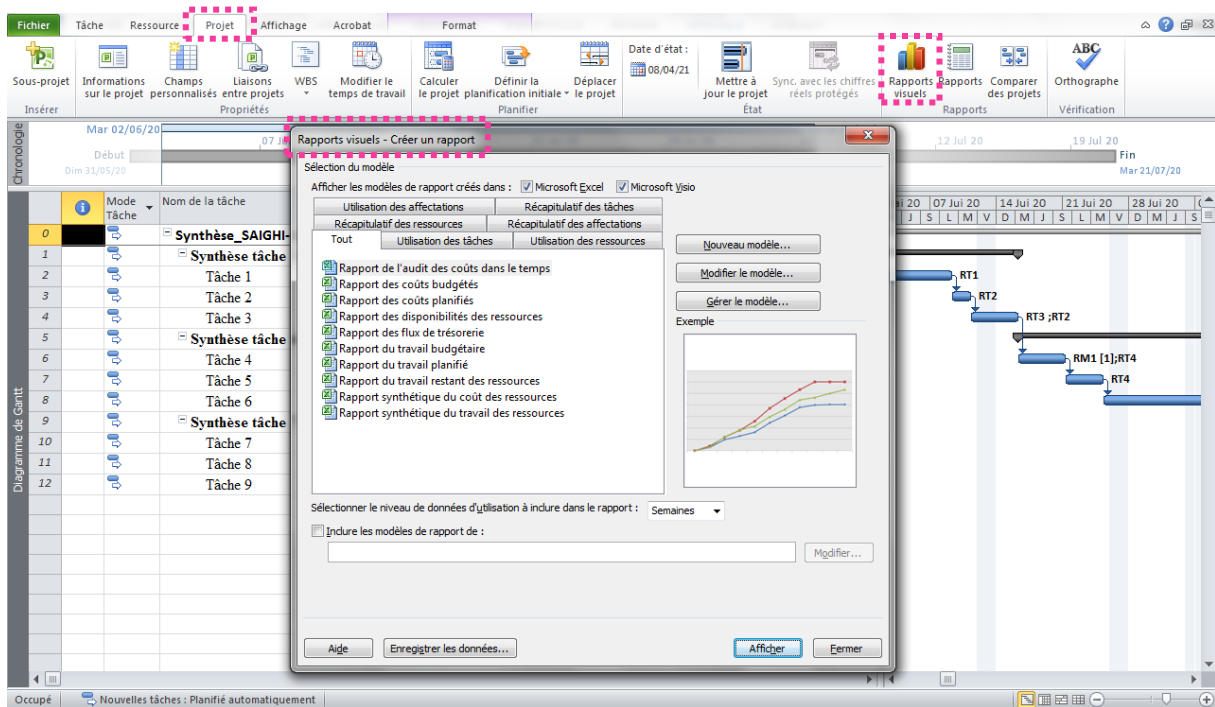 Fichier Tâche Ressource Projet Affichage Acrobat Format
Sous-projet Informations sur le projet Champs personnalisés Liaisons entre projets WBS Modifier le temps de travail Calculer le projet Définir la planification initiale Déplacer le projet Date d'état : 08/04/21 Mettre à jour le projet Sync. avec les chiffres réels protégés Rapports visuels Rapports Comparer des projets ABC Orthographe
Insérer Propriétés Planifier État Rapports Vérification
Chronologie
Mar 02/06/20
Début
Dim 31/05/20
12 Jul 20 19 Jul 20
Fin
Mar 21/07/20
Rapports visuels - Créer un rapport
Sélection du modèle
Afficher les modèles de rapport créés dans : Microsoft Excel Microsoft Visio
Utilisation des affectations Récapitulatif des tâches
Récapitulatif des ressources Récapitulatif des affectations
Tout Utilisation des tâches Utilisation des ressources
Rapport de l'audit des coûts dans le temps
Rapport des coûts budgétés
Rapport des coûts planifiés
Rapport des disponibilités des ressources
Rapport des flux de trésorerie
Rapport du travail budgétaire
Rapport du travail planifié
Rapport du travail restant des ressources
Rapport synthétique du coût des ressources
Rapport synthétique du travail des ressources
Nouveau modèle...
Modifier le modèle...
Gérer le modèle...
Exemple
Sélectionner le niveau de données d'utilisation à inclure dans le rapport : Semaines
Inclure les modèles de rapport de :
Modifier...
Aide Enregistrer les données... Afficher Fermer
Mode Tâche Nom de la tâche
0 Synthèse_SAIGHI-
1 Synthèse tâche
2 Tâche 1
3 Tâche 2
4 Tâche 3
5 Synthèse tâche
6 Tâche 4
7 Tâche 5
8 Tâche 6
9 Synthèse tâche
10 Tâche 7
11 Tâche 8
12 Tâche 9
Diagramme de Gantt
20 07 Jui 20 14 Jui 20 21 Jui 20 28 Jui 20
J S L M V D M J S L M V D M J S
RT1
RT2
RT3 ;RT2
RM1 [1];RT4
RT4
Occupé Nouvelles tâches : Planifié automatiquement